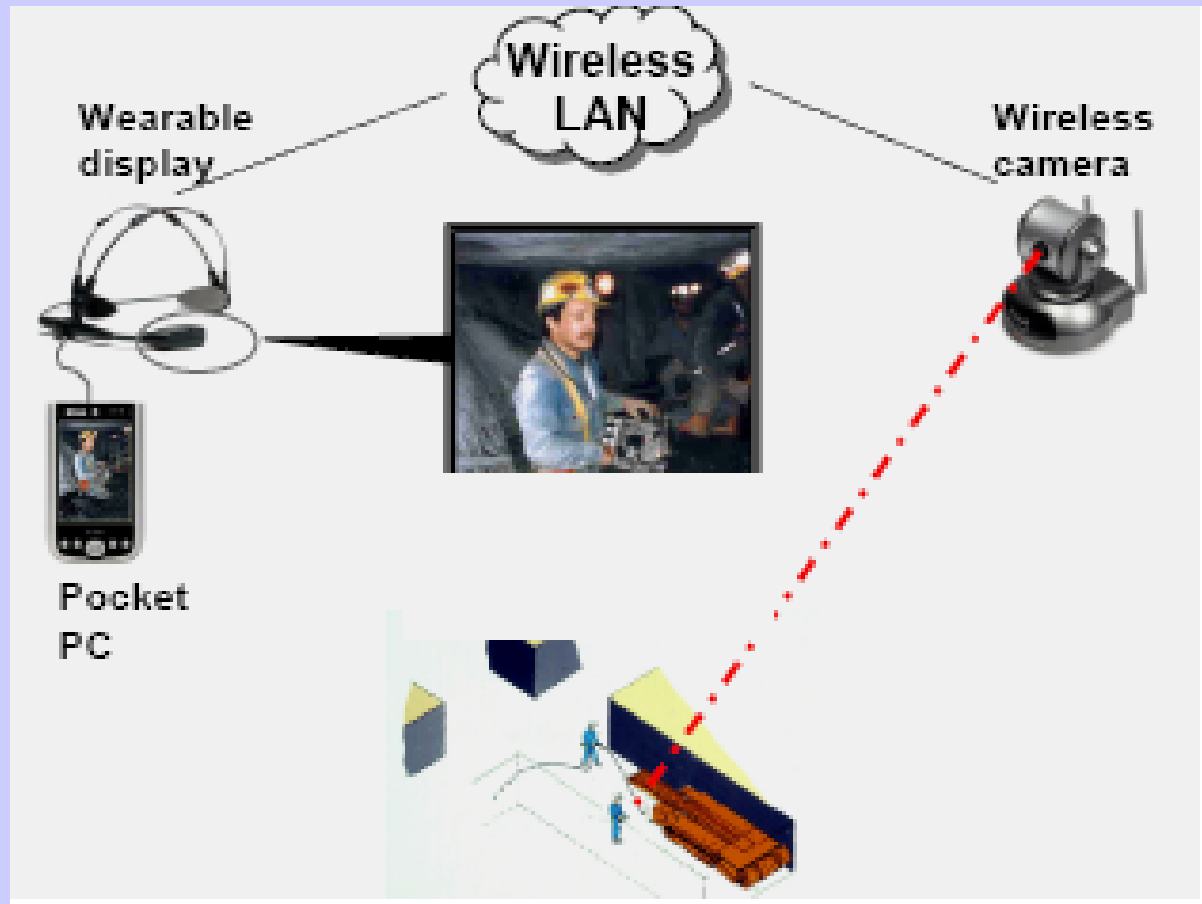 Wireless
LAN
Wearable
display
Wireless
camera
Pocket
PC